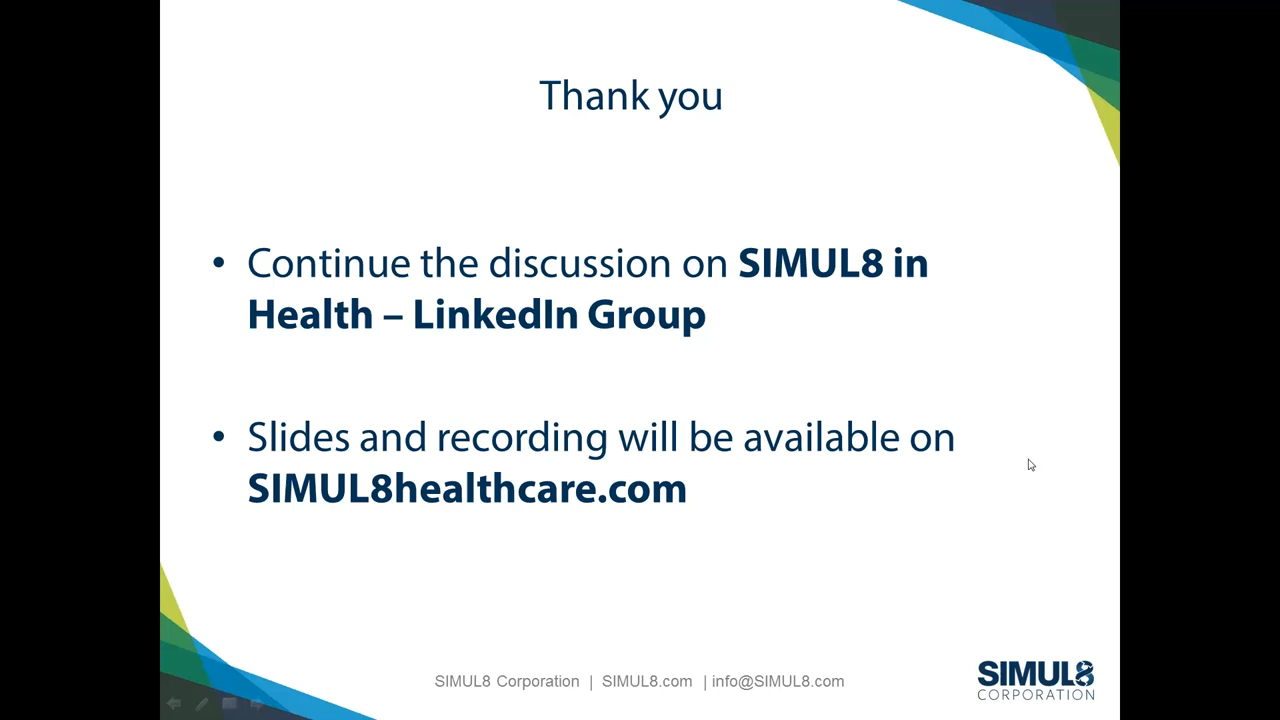 Thank you
• Continue the discussion on SIMUL8 in
Health – LinkedIn Group
• Slides and recording will be available on
SIMUL8healthcare.com
SIMUL8 Corporation | SIMUL8.com | info@SIMUL8.com
SIMUL8
CORPORATION